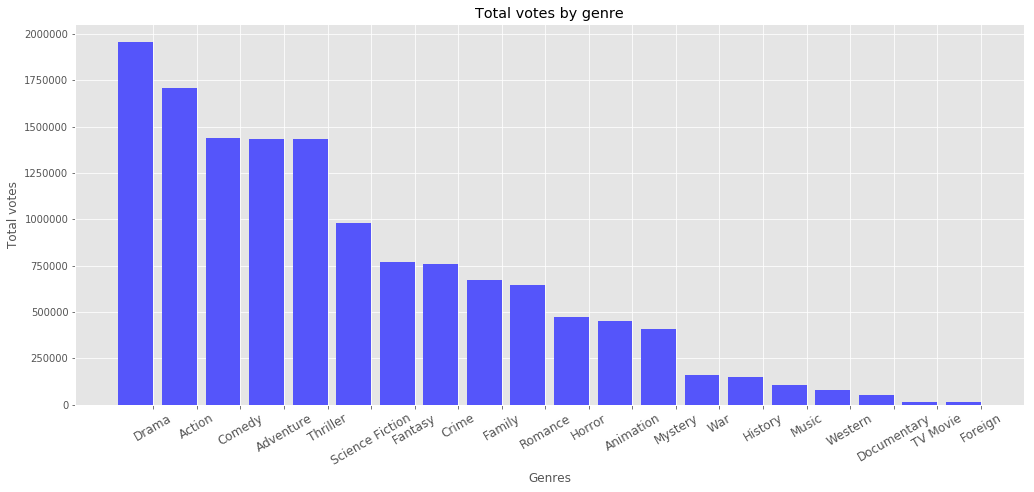 Total votes by genre
Total votes
2000000
1750000
1500000
1250000
1000000
750000
500000
250000
0
Drama
Action
Comedy
Adventure
Thriller
Science Fiction
Fantasy
Crime
Family
Romance
Horror
Animation
Mystery
War
History
Music
Western
Documentary
TV Movie
Foreign
Genres